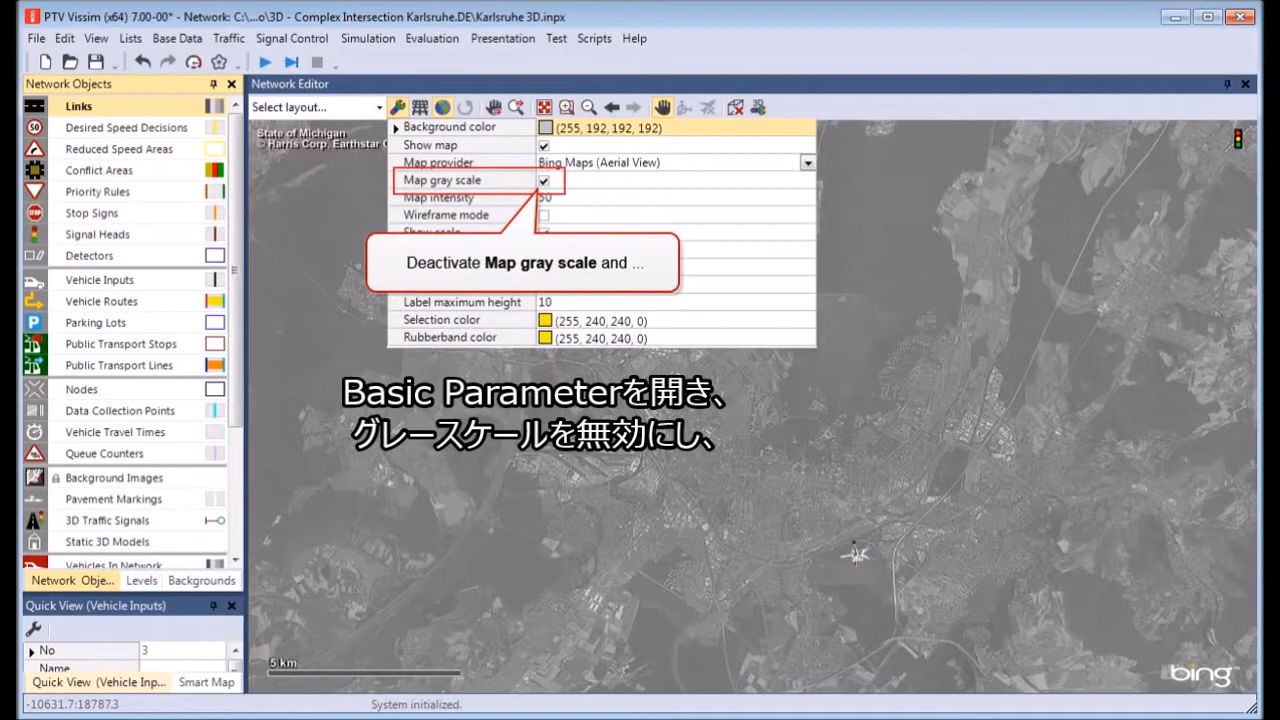 PTV Vissim (x64) 7.00-00* - Network: C:\...o\3D - Complex Intersection Karlsruhe.DE\Karlsruhe 3D.inpx
File Edit View Lists Base Data Traffic Signal Control Simulation Evaluation Presentation Test Scripts Help
Network Objects
Links
Desired Speed Decisions
Reduced Speed Areas
Conflict Areas
Priority Rules
Stop Signs
Signal Heads
Detectors
Vehicle Inputs
Vehicle Routes
Parking Lots
Public Transport Stops
Public Transport Lines
Nodes
Data Collection Points
Vehicle Travel Times
Queue Counters
Background Images
Pavement Markings
3D Traffic Signals
Static 3D Models
Vehicles In Network
Network Obje... Levels Backgrounds
Quick View (Vehicle Inputs)
No 3
Name
Quick View (Vehicle Inp... Smart Map
Network Editor
Select layout...
State of Michigan
© Harris Corp, Earthstar
Background color (255, 192, 192, 192)
Show map
Map provider Bing Maps (Aerial View)
Map gray scale
Map intensity 50
Wireframe mode
Show scale
Deactivate Map gray scale and ...
Label maximum height 10
Selection color (255, 240, 240, 0)
Rubberband color (255, 240, 240, 0)
Basic Parameterを開き、
グレースケールを無効にし、
5 km
bing
-10631.7:18787.3 System initialized.